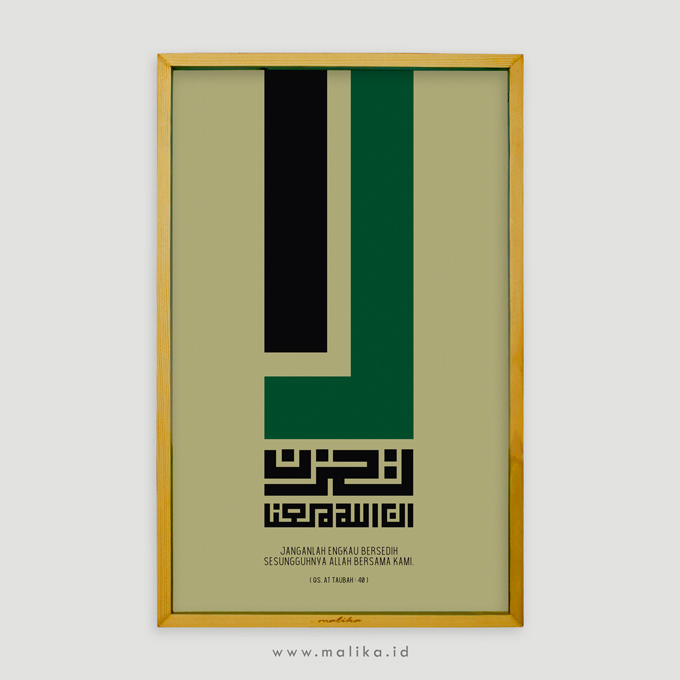 لا
تحزن
ان الله معنا
JANGANLAH ENGKAU BERSEDIH
SESUNGGUHNYA ALLAH BERSAMA KAMI.
( QS. AT TAUBAH : 40 )
malika
www.malika.id